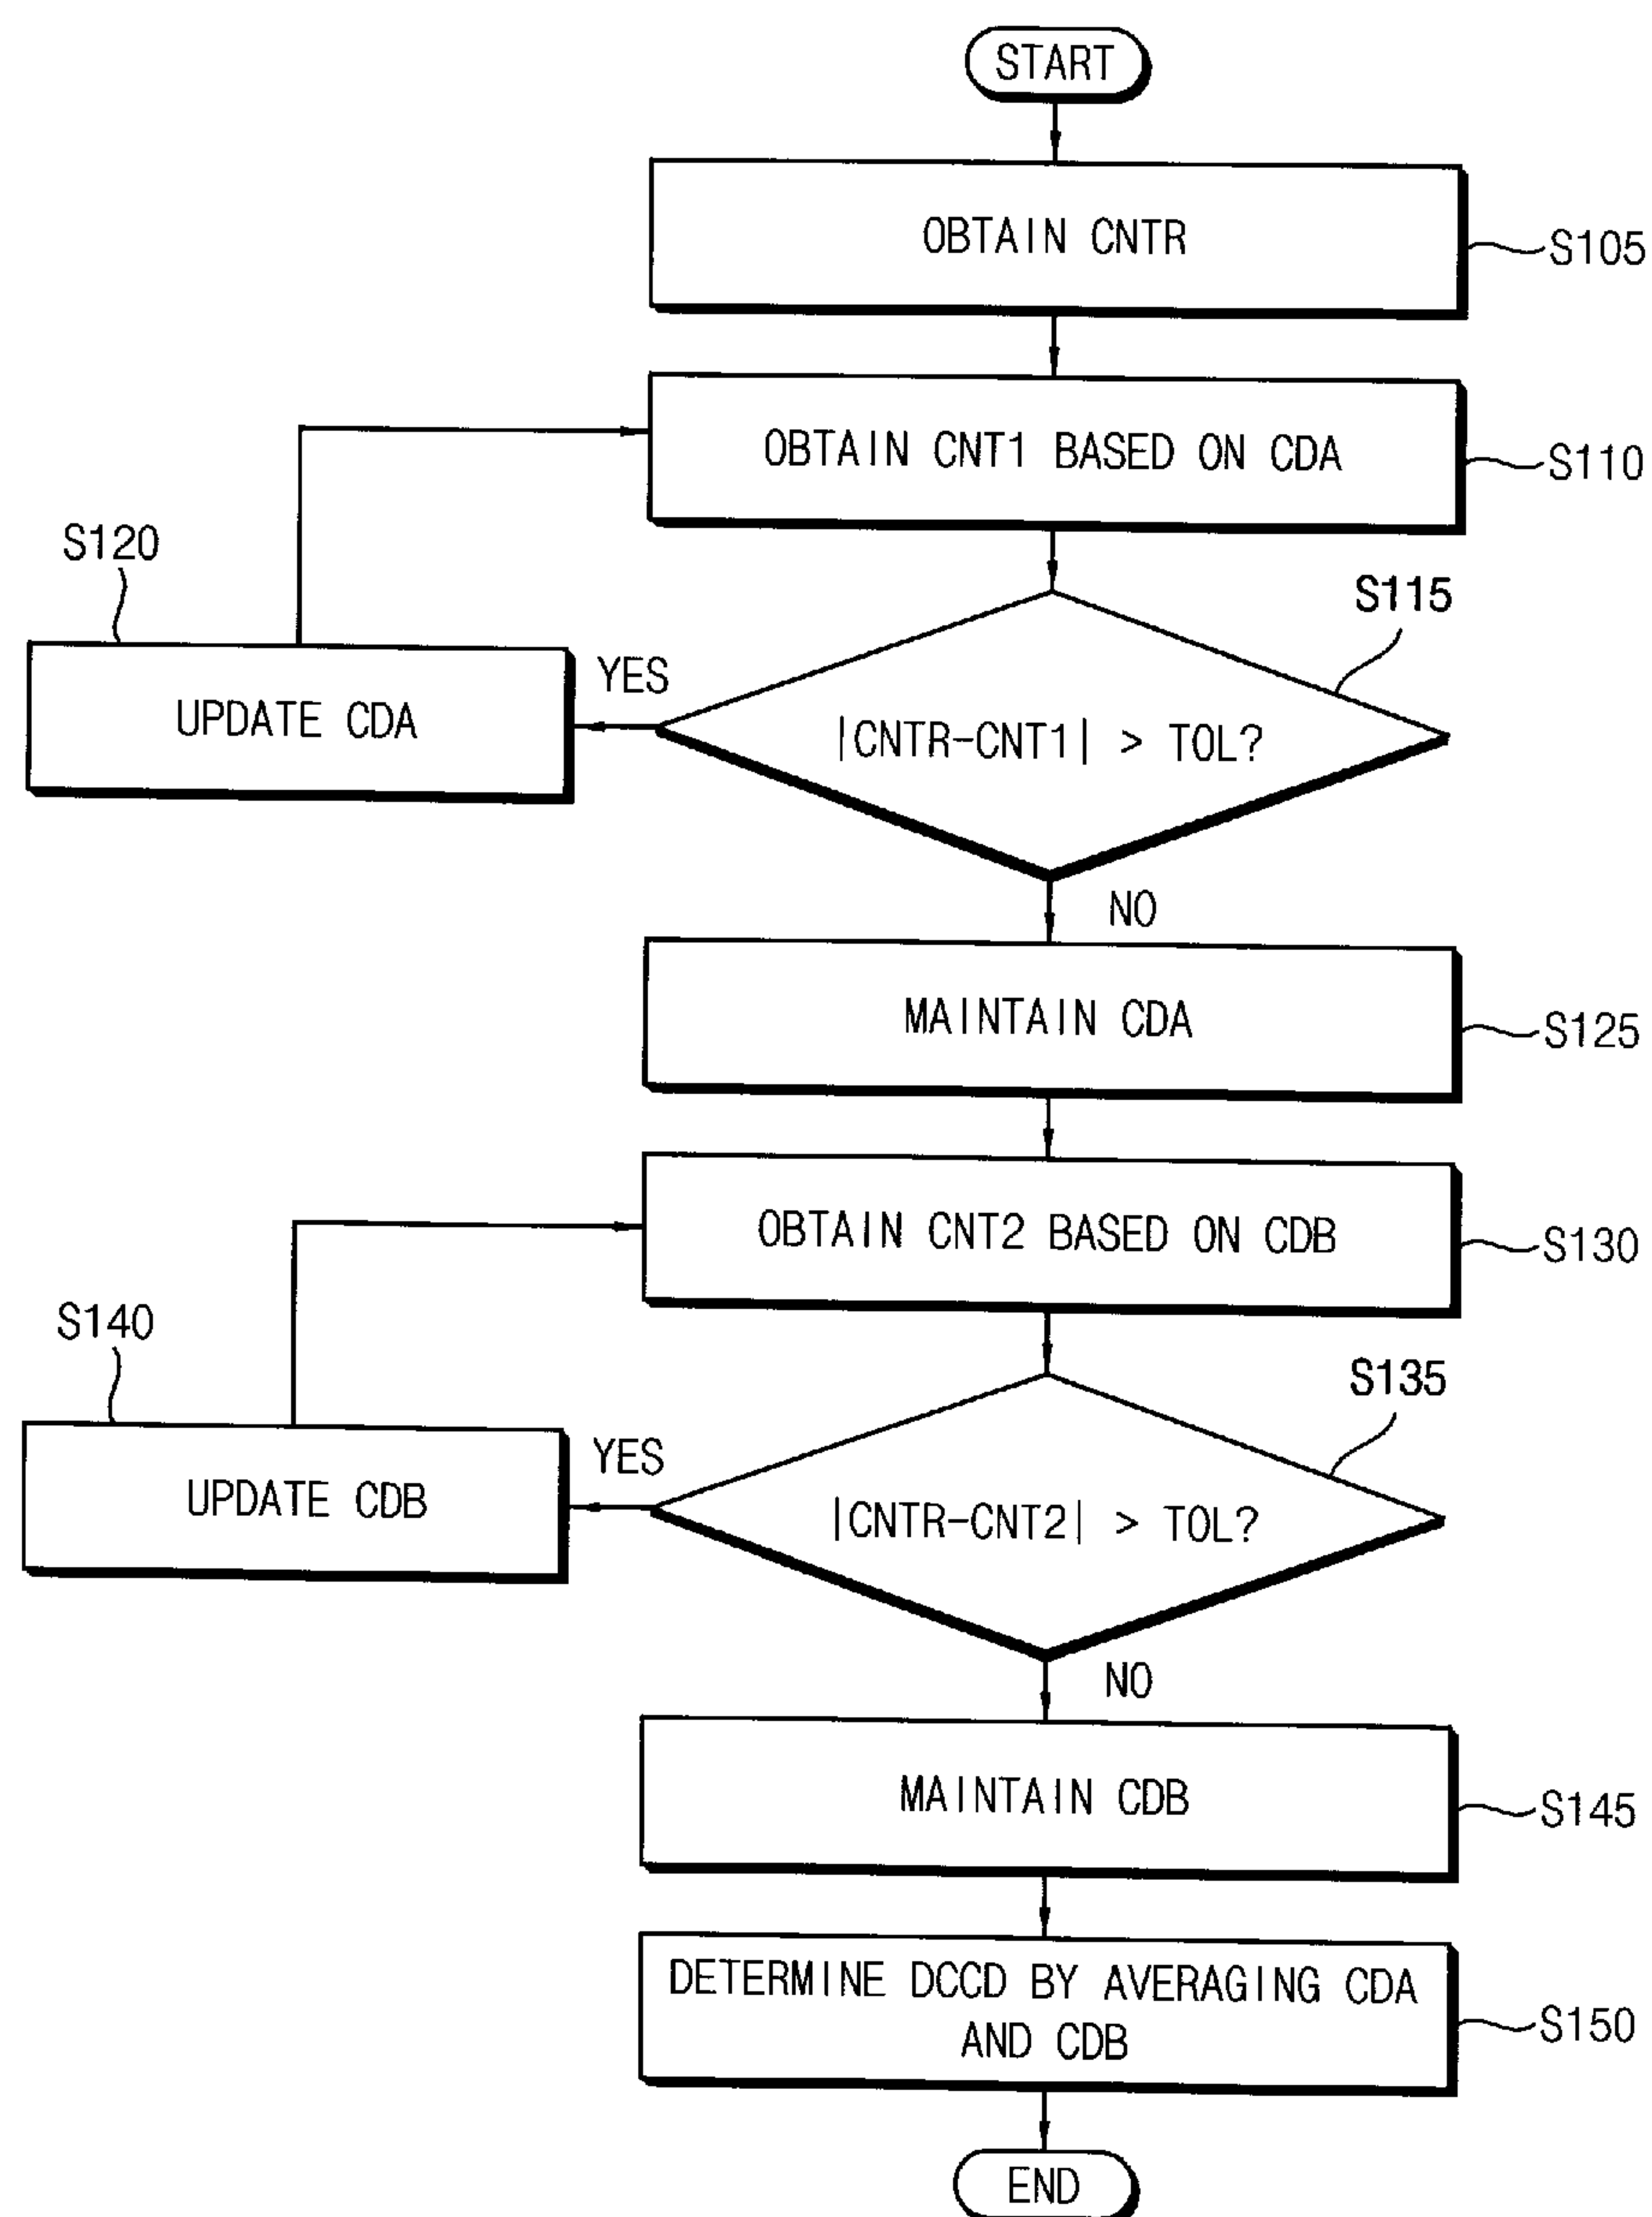 START
OBTAIN CNTR
S105
OBTAIN CNT1 BASED ON CDA
S110
S120
S115
UPDATE CDA
YES
|CNTR-CNT1| > TOL?
NO
MAINTAIN CDA
S125
OBTAIN CNT2 BASED ON CDB
S130
S140
S135
UPDATE CDB
YES
|CNTR-CNT2| > TOL?
NO
MAINTAIN CDB
S145
DETERMINE DCCD BY AVERAGING CDA
AND CDB
S150
END